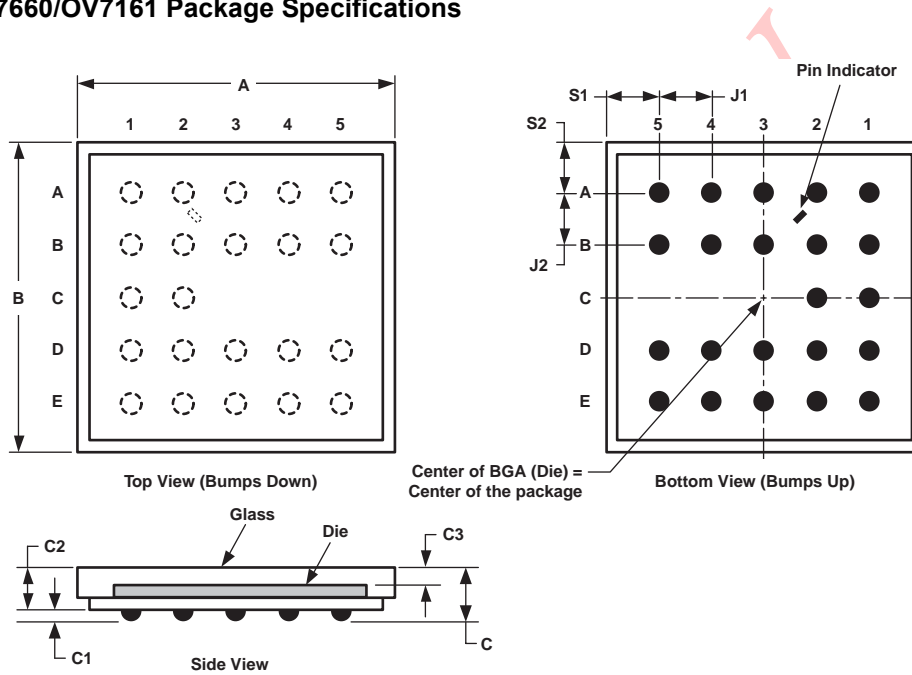 7660/OV7161 Package Specifications
A
1 2 3 4 5
A
B
B
C
D
E
Top View (Bumps Down)
Pin Indicator
S1
J1
S2
5 4 3 2 1
A
B
J2
C
D
E
Center of BGA (Die) =
Center of the package
Bottom View (Bumps Up)
Glass
Die
C2
C3
C1
C
Side View